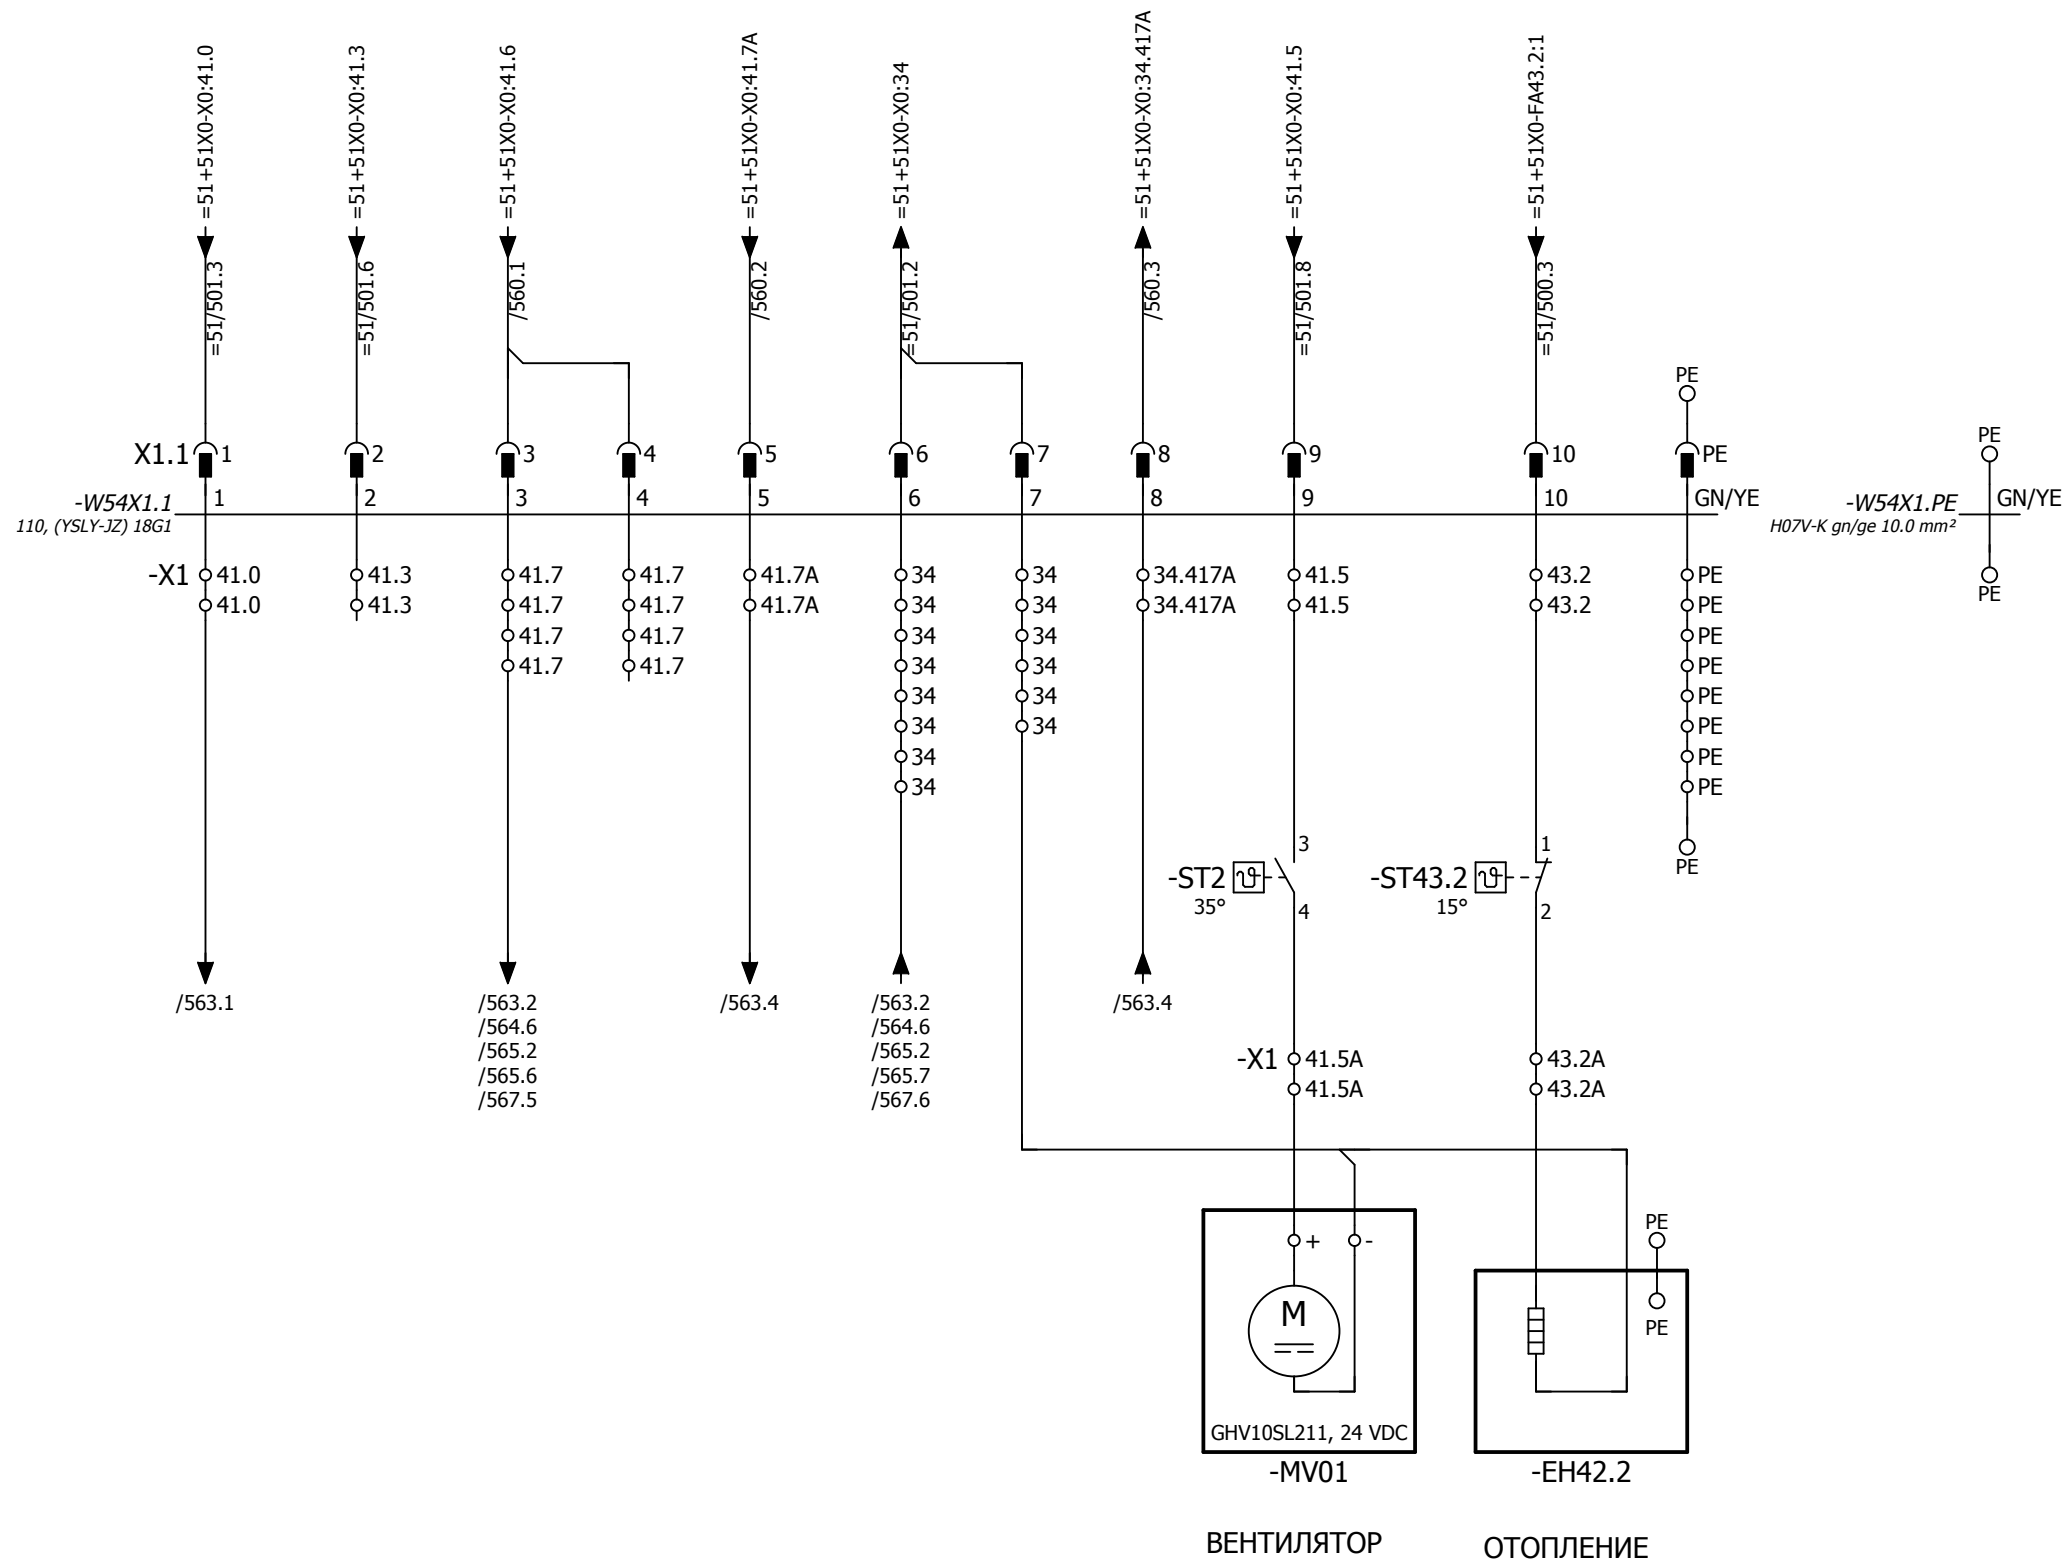 =51+51X0-X0:41.0
=51+51X0-X0:41.3
=51+51X0-X0:41.6
=51+51X0-X0:41.7A
=51+51X0-X0:34
=51+51X0-X0:34.417A
=51+51X0-X0:41.5
=51+51X0-FA43.2:1
=51/501.3
=51/501.6
/560.1
/560.2
=51/501.2
/560.3
=51/501.8
=51/500.3
PE
PE
X1.1 1 2 3 4 5 6 7 8 9 10 PE
-W54X1.1 1 2 3 4 5 6 7 8 9 10 GN/YE
110, (YSLY-JZ) 18G1
-W54X1.PE GN/YE
H07V-K gn/ge 10.0 mm²
-X1 41.0 41.3 41.7 41.7 41.7A 34 34 34.417A 41.5 43.2 PE
PE
41.0 41.3 41.7 41.7 41.7A 34 34 34.417A 41.5 43.2 PE
41.7 41.7 34 34 PE
41.7 41.7 34 34 PE
34 34 PE
34 34 PE
34 PE
34 PE
3 1
PE
-ST2 -ST43.2
35° 15°
4 2
/563.1 /563.2 /563.4 /563.2 /563.4
/564.6 /564.6
/565.2 /565.2
/565.6 /565.7
/567.5 /567.6
-X1 41.5A 43.2A
41.5A 43.2A
PE
+ -
M
PE
GHV10SL211, 24 VDC
-MV01 -EH42.2
ВЕНТИЛЯТОР ОТОПЛЕНИЕ